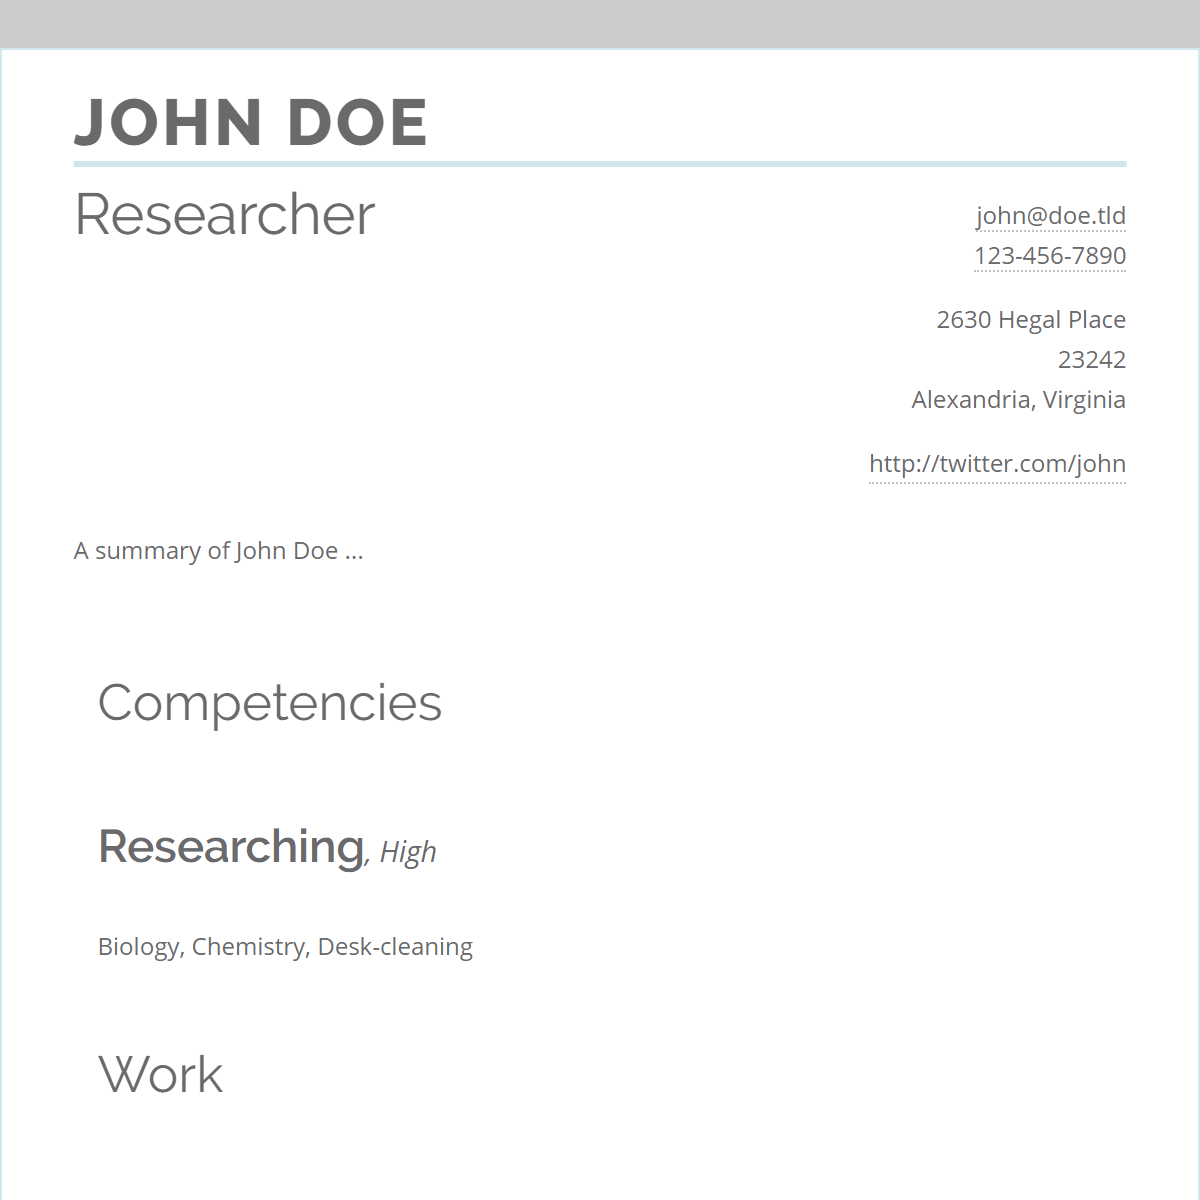 JOHN DOE
Researcher
john@doe.tld
123-456-7890
2630 Hegal Place
23242
Alexandria, Virginia
http://twitter.com/john
A summary of John Doe ...
Competencies
Researching, High
Biology, Chemistry, Desk-cleaning
Work